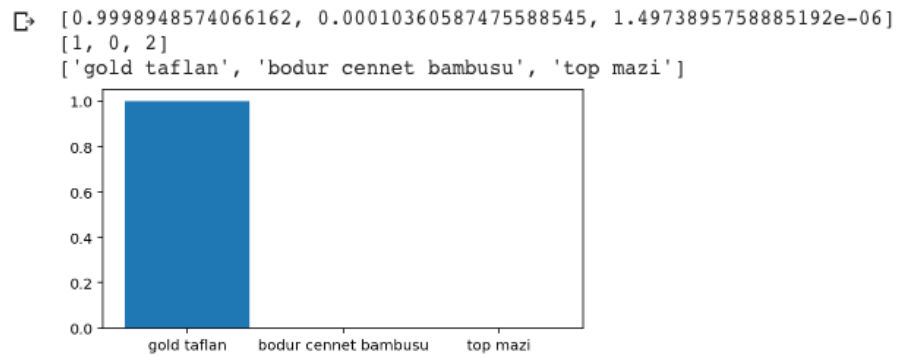 [0.9998948574066162, 0.00010360587475588545, 1.4973895758885192e-06]
[1, 0, 2]
['gold taflan', 'bodur cennet bambusu', 'top mazi']
1.0
0.8
0.6
0.4
0.2
0.0
gold taflan bodur cennet bambusu top mazi